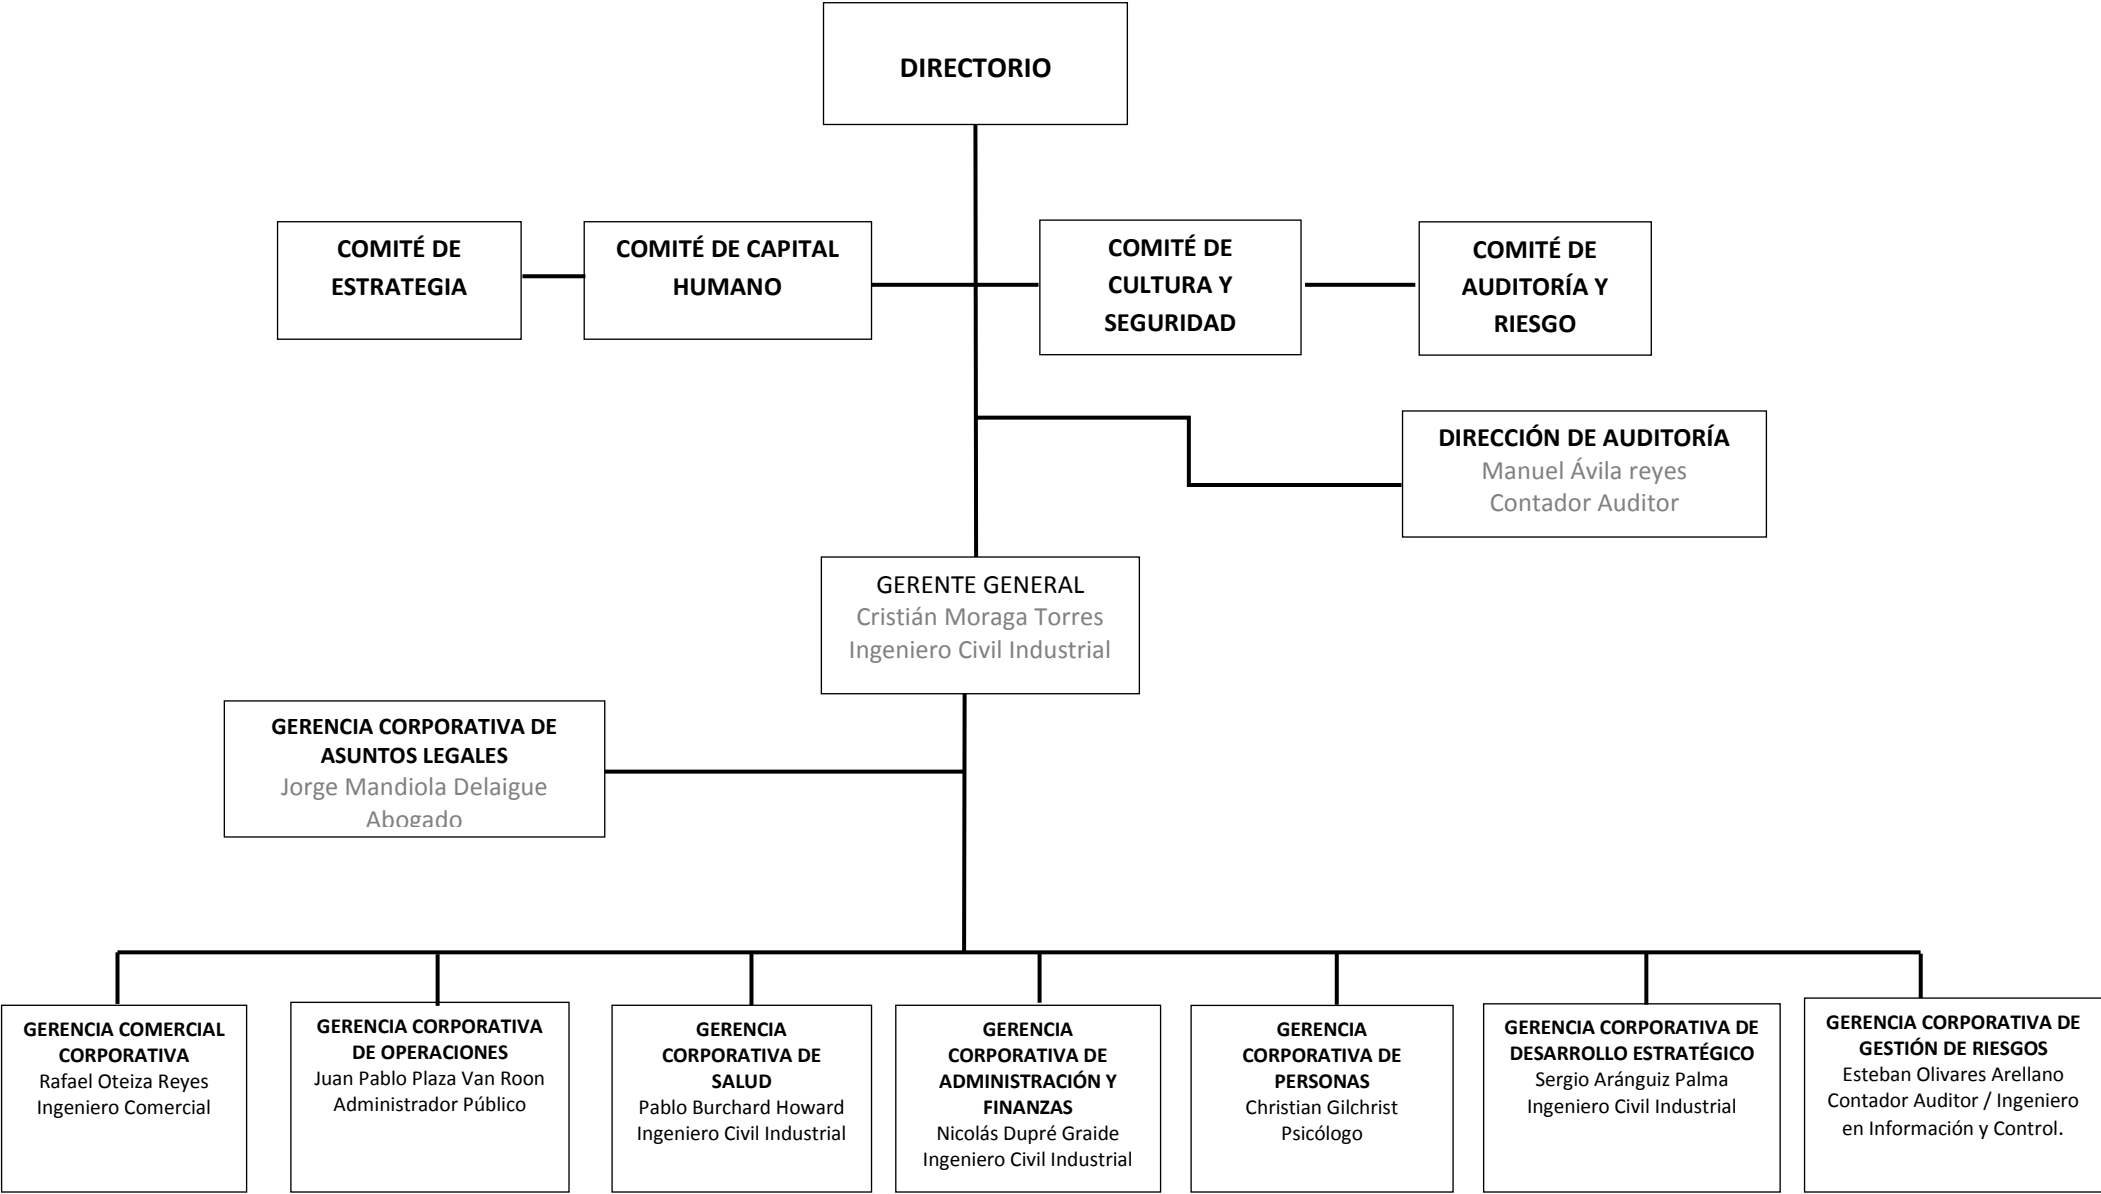 DIRECTORIO
COMITÉ DE
ESTRATEGIA
COMITÉ DE CAPITAL
HUMANO
COMITÉ DE
CULTURA Y
SEGURIDAD
COMITÉ DE
AUDITORÍA Y
RIESGO
DIRECCIÓN DE AUDITORÍA
Manuel Ávila reyes
Contador Auditor
GERENTE GENERAL
Cristián Moraga Torres
Ingeniero Civil Industrial
GERENCIA CORPORATIVA DE
ASUNTOS LEGALES
Jorge Mandiola Delaigue
Abogado
GERENCIA COMERCIAL
CORPORATIVA
Rafael Oteiza Reyes
Ingeniero Comercial
GERENCIA CORPORATIVA
DE OPERACIONES
Juan Pablo Plaza Van Roon
Administrador Público
GERENCIA
CORPORATIVA DE
SALUD
Pablo Burchard Howard
Ingeniero Civil Industrial
GERENCIA
CORPORATIVA DE
ADMINISTRACIÓN Y
FINANZAS
Nicolás Dupré Graide
Ingeniero Civil Industrial
GERENCIA
CORPORATIVA DE
PERSONAS
Christian Gilchrist
Psicólogo
GERENCIA CORPORATIVA DE
DESARROLLO ESTRATÉGICO
Sergio Aránguiz Palma
Ingeniero Civil Industrial
GERENCIA CORPORATIVA DE
GESTIÓN DE RIESGOS
Esteban Olivares Arellano
Contador Auditor / Ingeniero
en Información y Control.